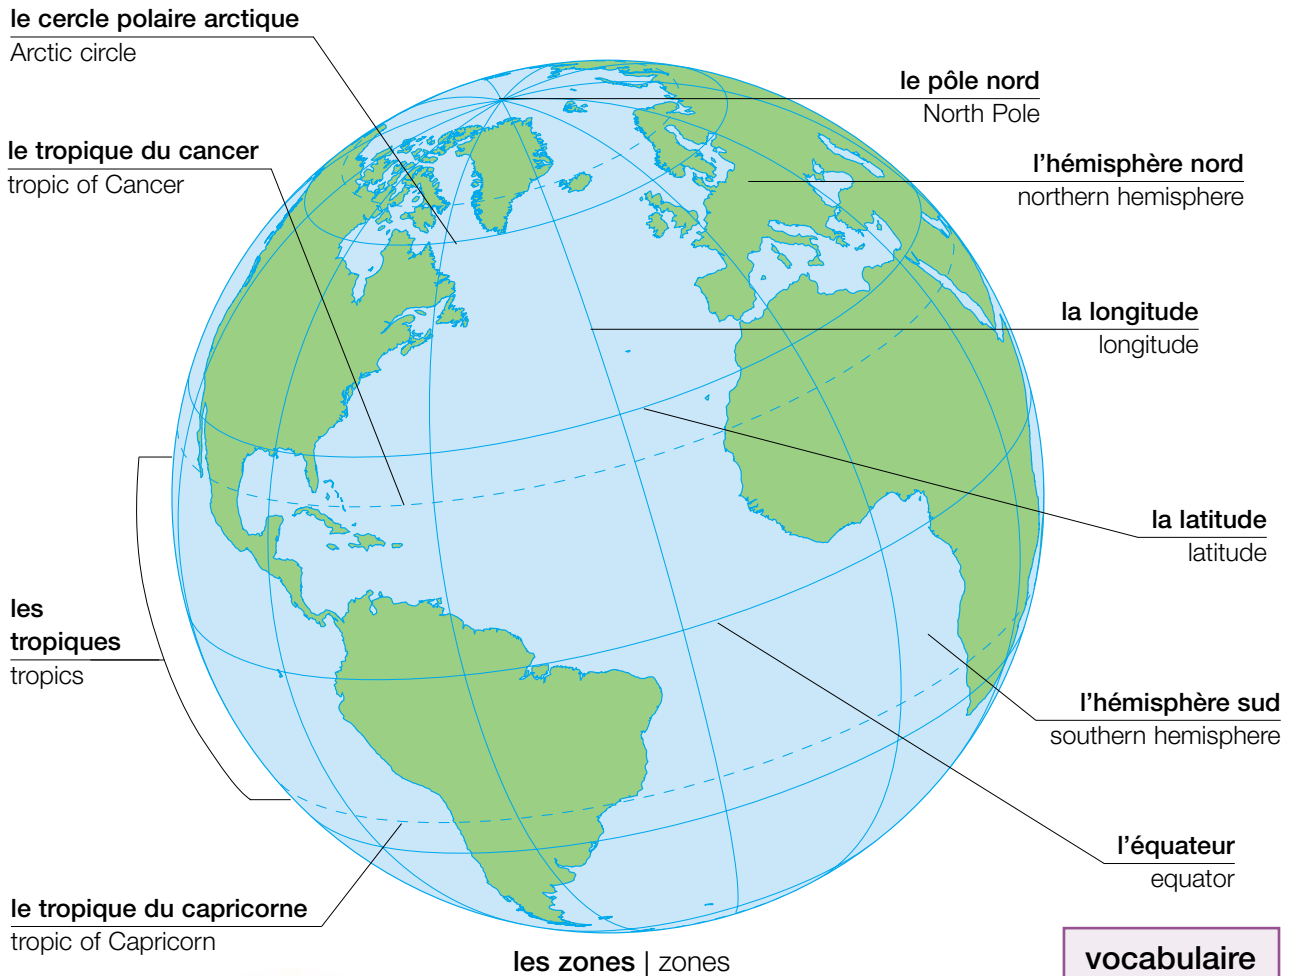 le cercle polaire arctique
Arctic circle
le pôle nord
North Pole
le tropique du cancer
tropic of Cancer
l'hémisphère nord
northern hemisphere
la longitude
longitude
la latitude
latitude
les
tropiques
tropics
l'hémisphère sud
southern hemisphere
l'équateur
equator
le tropique du capricorne
tropic of Capricorn
les zones | zones
vocabulaire